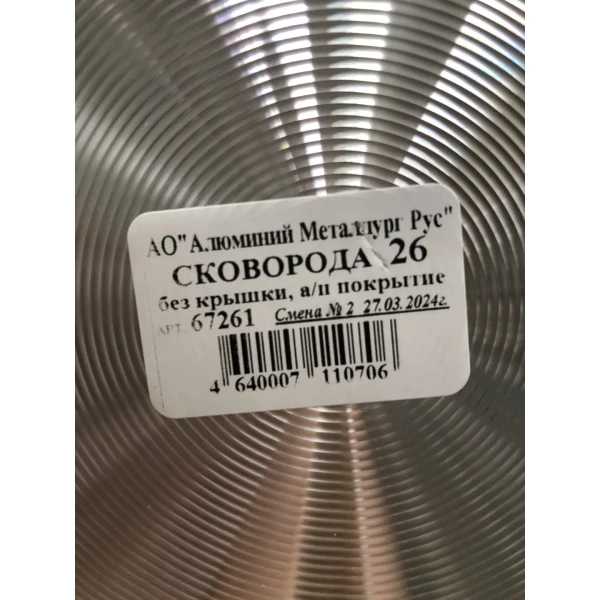 АО"Алюминий Металлург Рус"
СКОВОРОДА 26
без крышки, а/п покрытие
АРТ. 67261 Смена № 2 27.03.2024г.
4 640007 110706